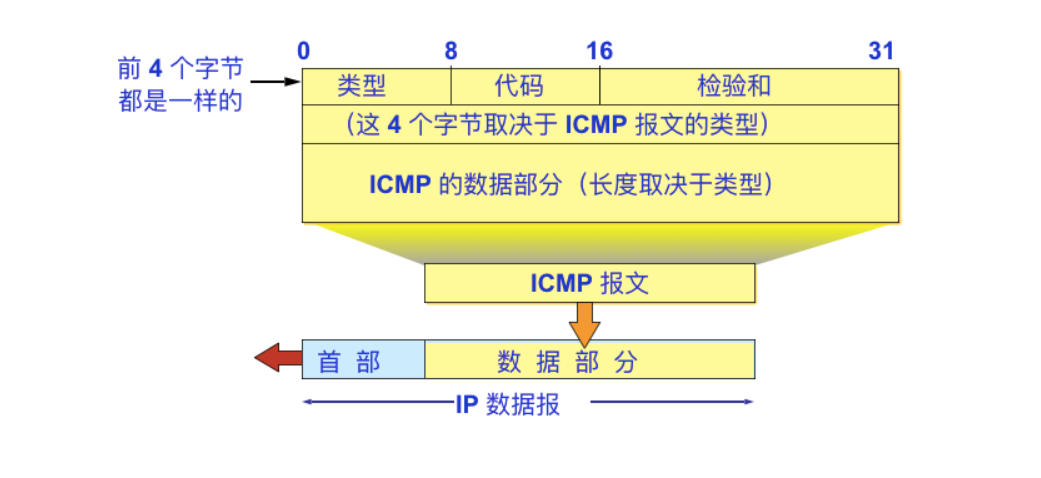 0 8 16 31
前 4 个字节
都是一样的
类型 代码 检验和
（这 4 个字节取决于 ICMP 报文的类型）
ICMP 的数据部分（长度取决于类型）
ICMP 报文
首 部 数 据 部 分
IP 数据报